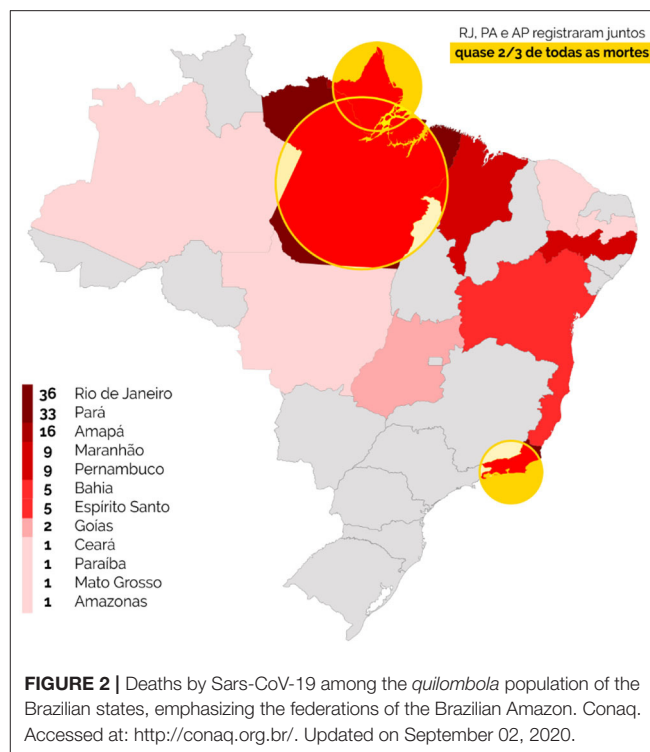 RJ, PA e AP registraram juntos
quase 2/3 de todas as mortes
36 Rio de Janeiro
33 Pará
16 Amapá
9 Maranhão
9 Pernambuco
5 Bahia
5 Espírito Santo
2 Goías
1 Ceará
1 Paraíba
1 Mato Grosso
1 Amazonas
FIGURE 2 | Deaths by Sars-CoV-19 among the quilombola population of the
Brazilian states, emphasizing the federations of the Brazilian Amazon. Conaq.
Accessed at: http://conaq.org.br/. Updated on September 02, 2020.